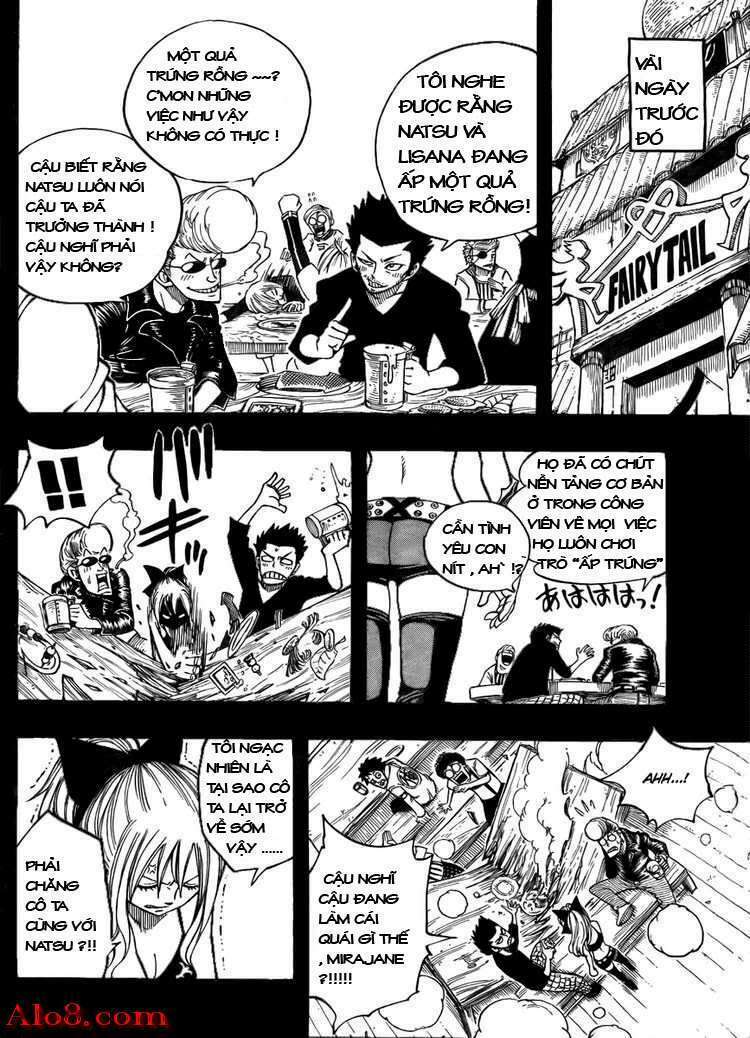 MỘT QUẢ
TRỨNG RỒNG ~~?
C'MON NHỮNG
VIỆC NHƯ VẬY
KHÔNG CÓ THỰC !
TÔI NGHE
ĐƯỢC RẰNG
NATSU VÀ
LISANA ĐANG
ẤP MỘT QUẢ
TRỨNG RỒNG!
VÀI
NGÀY
TRƯỚC
ĐÓ
CẬU BIẾT RẰNG
NATSU LUÔN NÓI
CẬU TA ĐÃ
TRƯỞNG THÀNH !
CẬU NGHĨ PHẢI
VẬY KHÔNG?
FAIRY TAIL
!!
HỌ ĐÃ CÓ CHÚT
NỀN TẢNG CƠ BẢN
Ở TRONG CÔNG
VIÊN VỀ MỌI VIỆC
HỌ LUÔN CHƠI
TRÒ "ẤP TRỨNG"
CẦN TÌNH
YÊU CON
NÍT , AH` !?
あはははっ!
TÔI NGẠC
NHIÊN LÀ
TẠI SAO CÔ
TA LẠI TRỞ
VỀ SỚM
VẬY ......
PHẢI
CHĂNG
CÔ TA
CŨNG VỚI
NATSU ?!!
AHH...!
CẬU NGHĨ
CẬU ĐANG
LÀM CÁI
QUÁI GÌ THẾ
, MIRAJANE
?!!!!!
Alo8.com